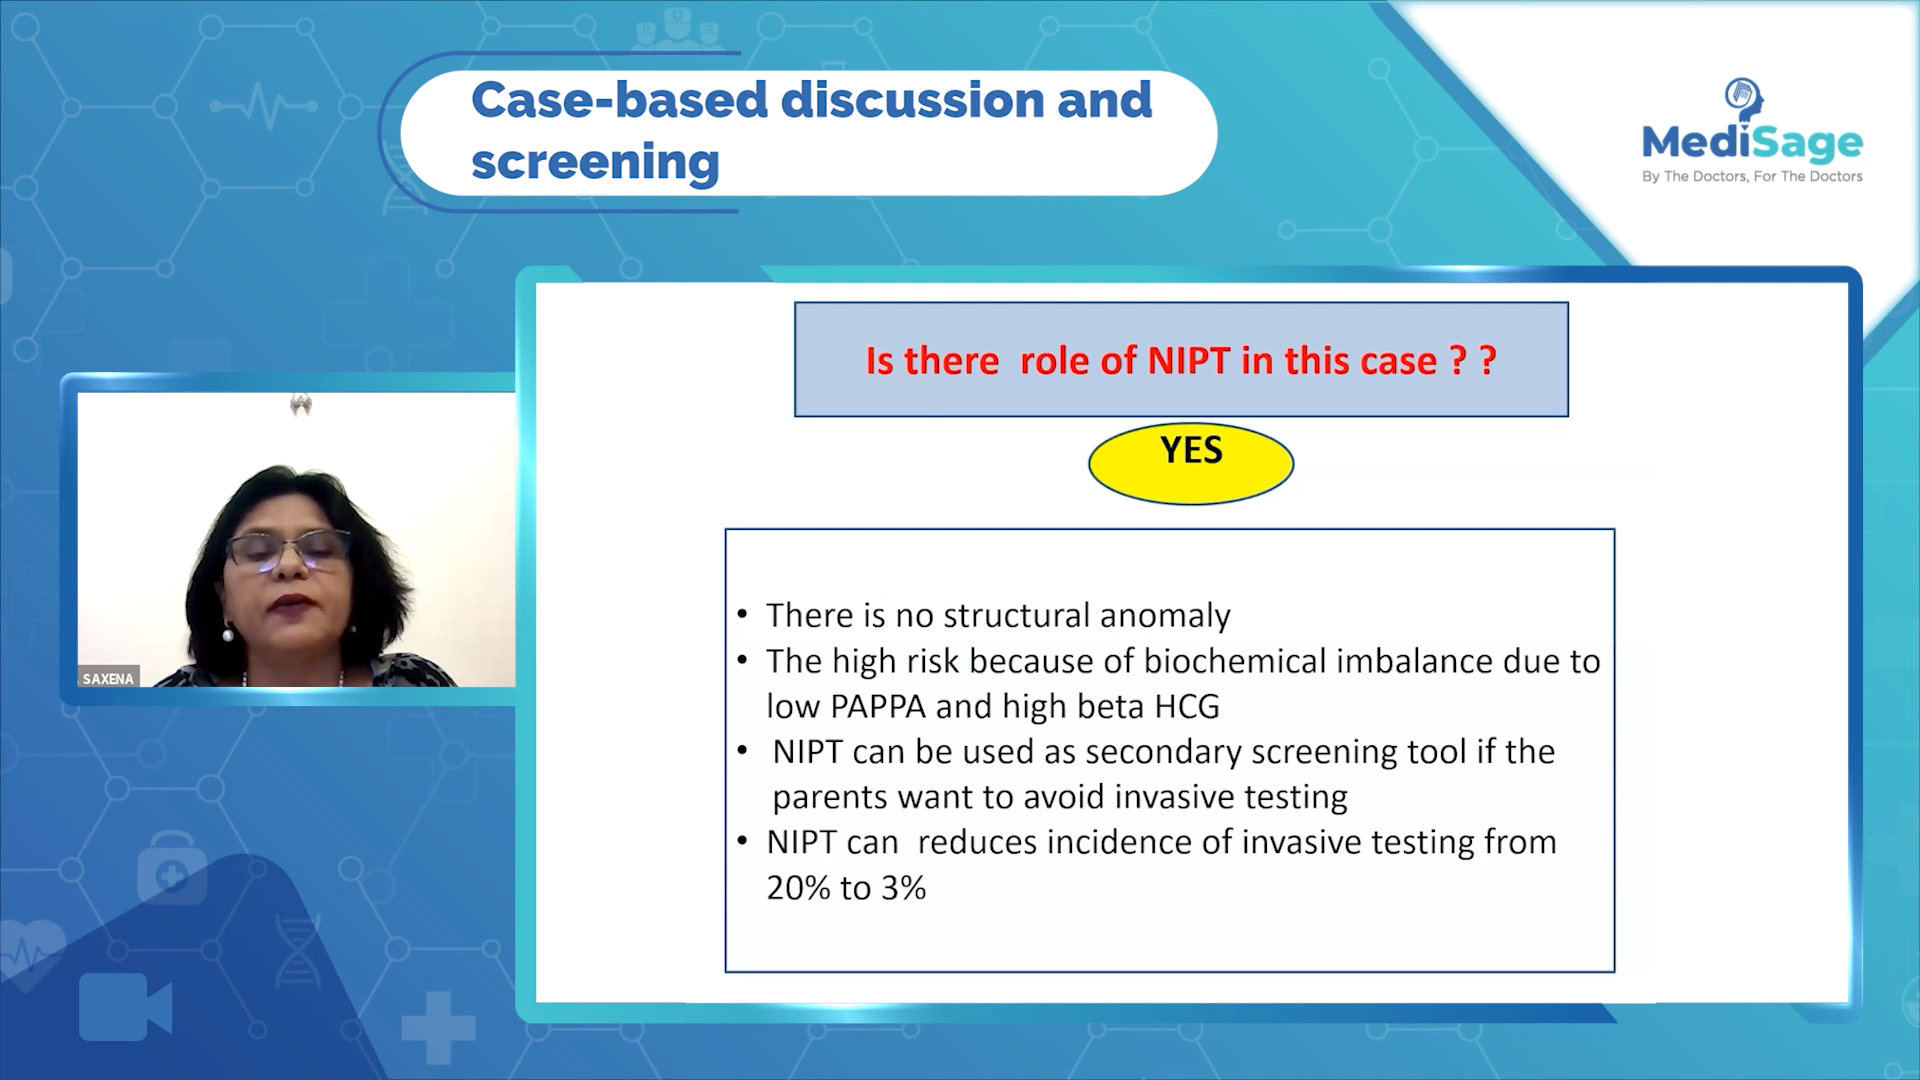 Case-based discussion and
screening
MediSage
By The Doctors, For The Doctors
Is there  role of NIPT in this case ? ?
YES
• There is no structural anomaly
• The high risk because of biochemical imbalance due to
low PAPPA and high beta HCG
• NIPT can be used as secondary screening tool if the
parents want to avoid invasive testing
• NIPT can  reduces incidence of invasive testing from
20% to 3%
SAXENA